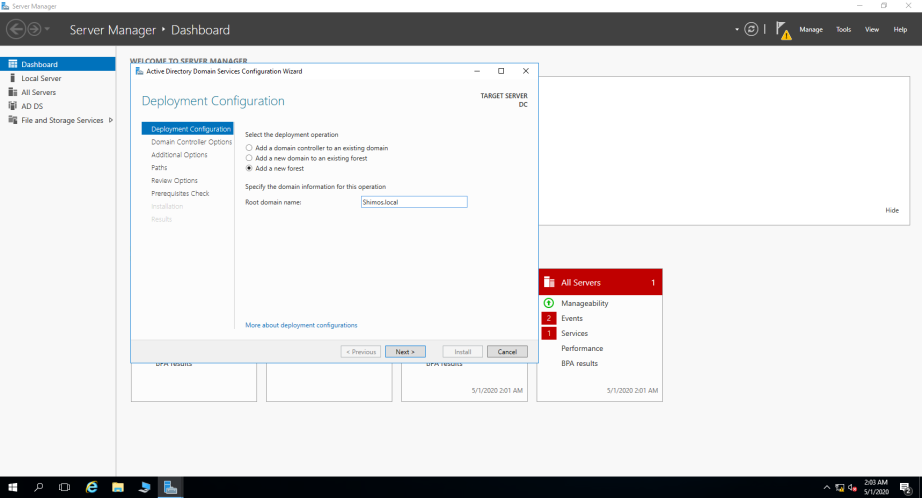 Server Manager
Server Manager • Dashboard
Manage Tools View Help
Dashboard
Local Server
All Servers
AD DS
File and Storage Services
WELCOME TO SERVER MANAGER
Active Directory Domain Services Configuration Wizard
Deployment Configuration
TARGET SERVER
DC
Deployment Configuration
Domain Controller Options
Additional Options
Paths
Review Options
Prerequisites Check
Installation
Results
Select the deployment operation
Add a domain controller to an existing domain
Add a new domain to an existing forest
Add a new forest
Specify the domain information for this operation
Root domain name: Shimos.local
More about deployment configurations
< Previous Next > Install Cancel
Hide
All Servers 1
Manageability
2 Events
1 Services
Performance
BPA results
5/1/2020 2:01 AM
BPA results
BPA results
5/1/2020 2:01 AM
2:03 AM
5/1/2020